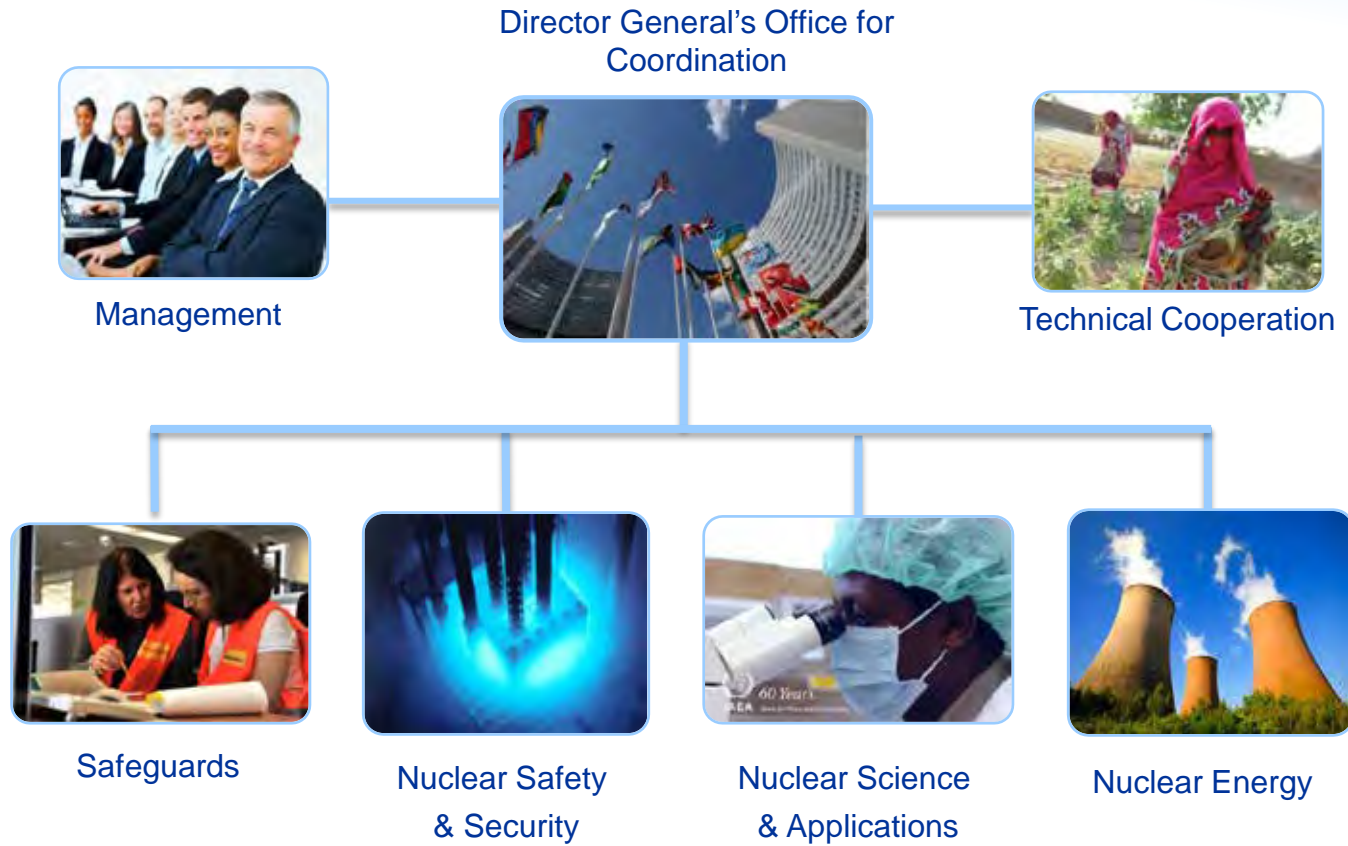 Director General's Office for
Coordination
Management
Technical Cooperation
60 Years
IAEA
Safeguards
Nuclear Safety
& Security
Nuclear Science
& Applications
Nuclear Energy